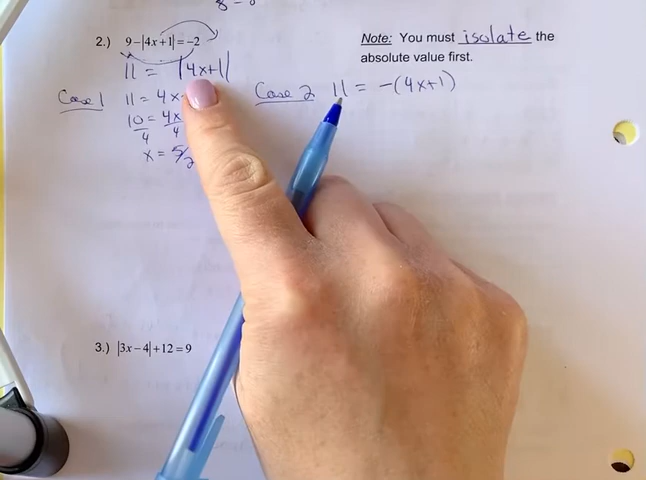 2.) 9-|4x+1|=-2
Note: You must isolate the
absolute value first.
11 = |4x+1|
Case 1 11 = 4x
10 = 4x
4 4
x = 5/2
Case 2 11 = -(4x+1)
3.) |3x-4|+12=9